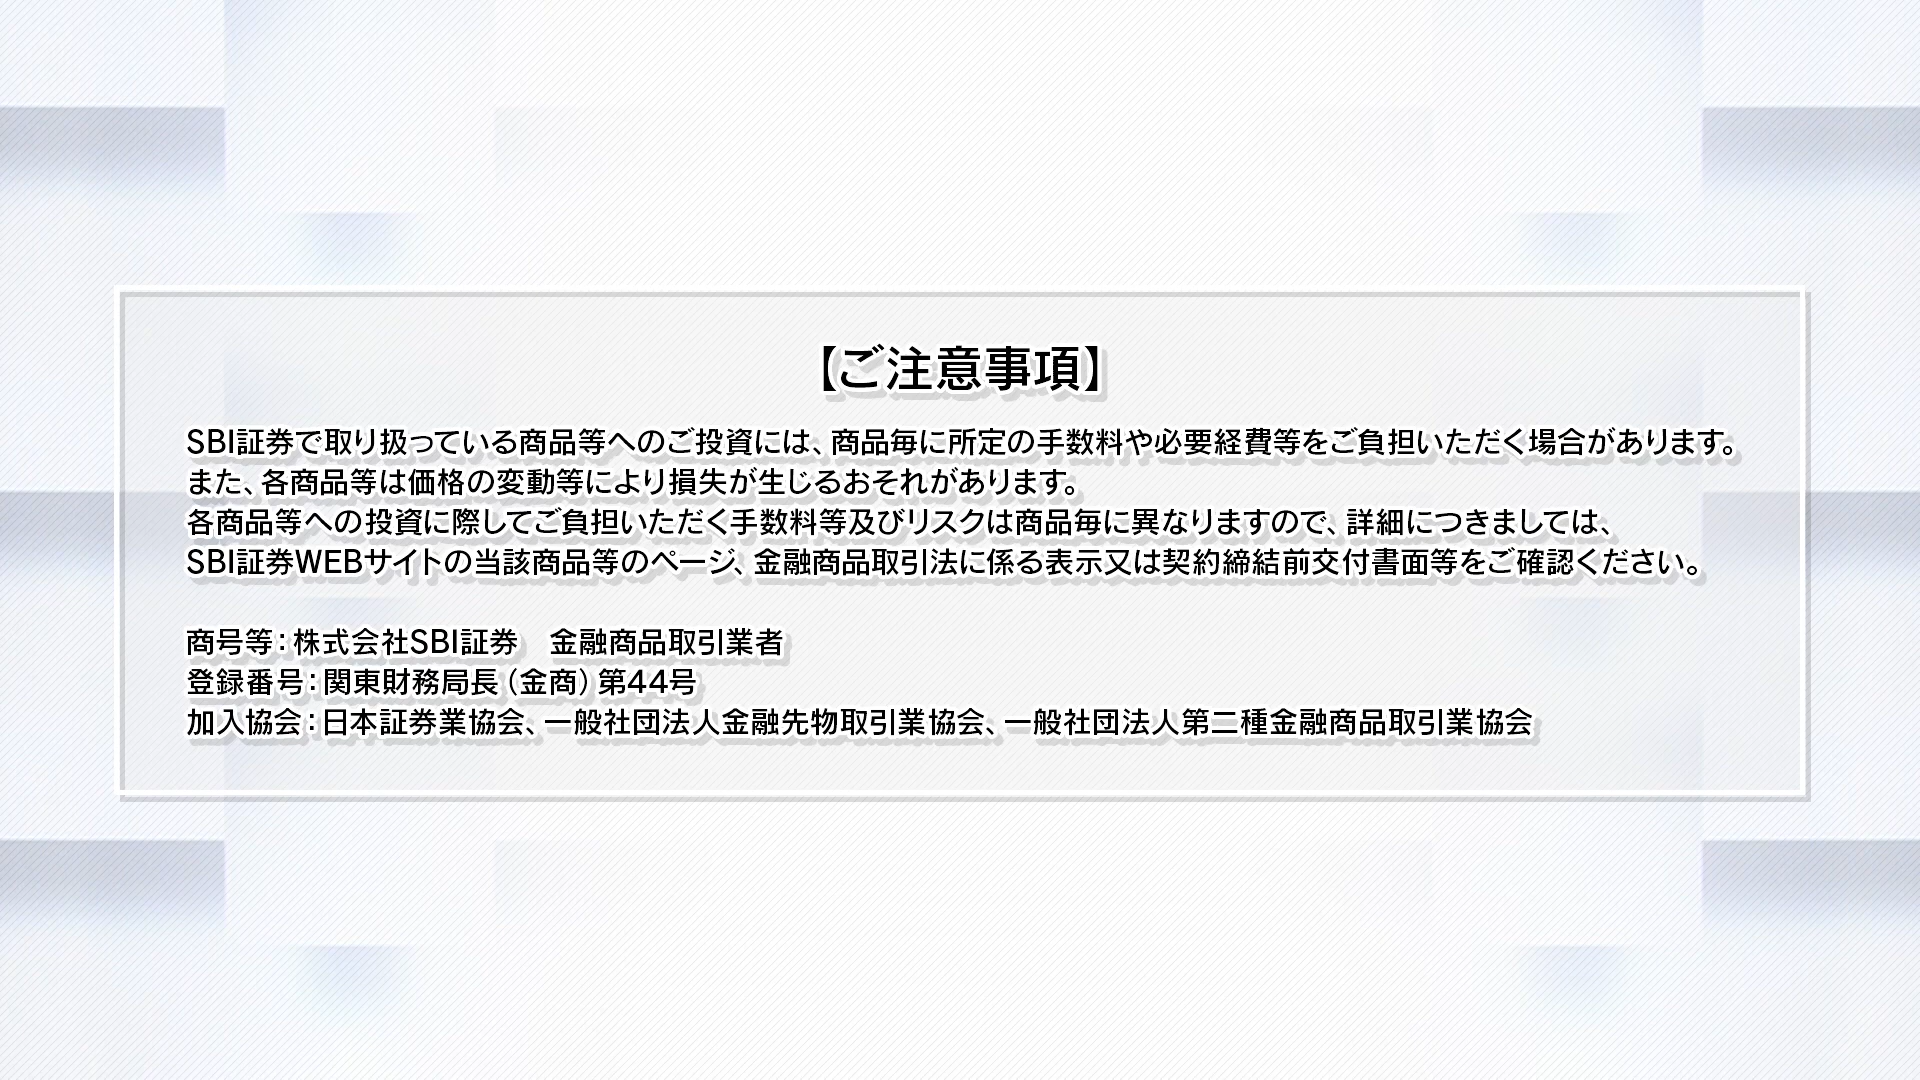 【ご注意事項】
SBI証券で取り扱っている商品等へのご投資には、商品毎に所定の手数料や必要経費等をご負担いただく場合があります。
また、各商品等は価格の変動等により損失が生じるおそれがあります。
各商品等への投資に際してご負担いただく手数料等及びリスクは商品毎に異なりますので、詳細につきましては、
SBI証券WEBサイトの当該商品等のページ、金融商品取引法に係る表示又は契約締結前交付書面等をご確認ください。
商号等：株式会社SBI証券　金融商品取引業者
登録番号：関東財務局長（金商）第44号
加入協会：日本証券業協会、一般社団法人金融先物取引業協会、一般社団法人第二種金融商品取引業協会